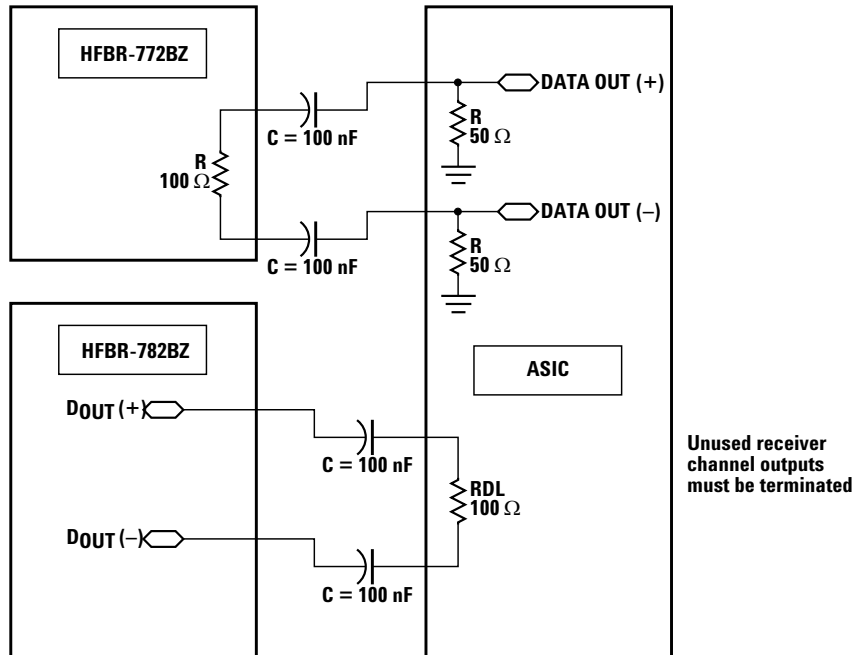 HFBR-772BZ
DATA OUT (+)
C = 100 nF
R
50 Ω
R
100 Ω
DATA OUT (–)
C = 100 nF
R
50 Ω
HFBR-782BZ
ASIC
DOUT (+)
C = 100 nF
RDL
100 Ω
Unused receiver
channel outputs
must be terminated
DOUT (–)
C = 100 nF